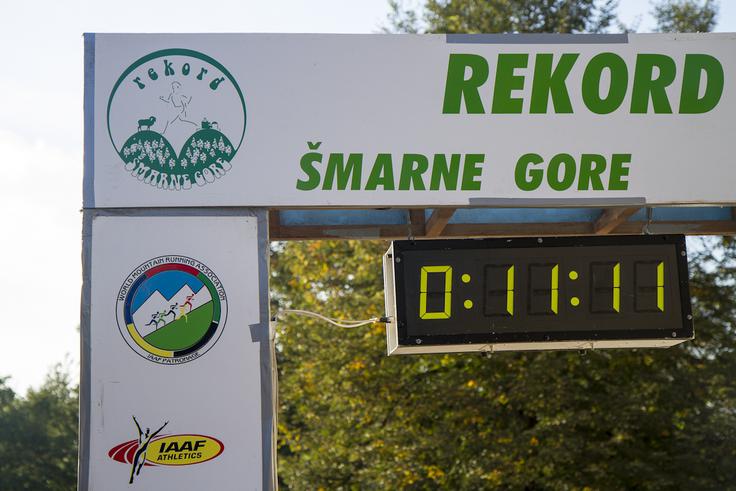 rekord
ŠMARNE GORE
REKORD
ŠMARNE GORE
0:11:11
WORLD MOUNTAIN RUNNING ASSOCIATION
IAAF PATRONAGE
IAAF
ATHLETICS